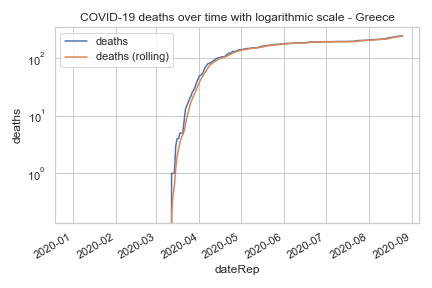 COVID-19 deaths over time with logarithmic scale - Greece
deaths
deaths (rolling)
10²
10¹
10⁰
deaths
2020-01
2020-02
2020-03
2020-04
2020-05
2020-06
2020-07
2020-08
2020-09
dateRep